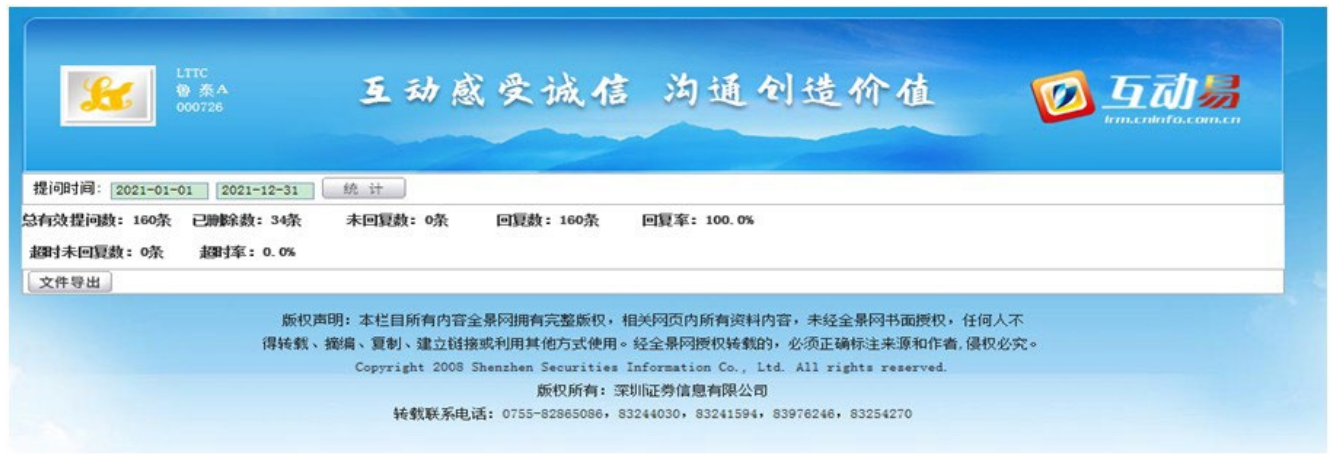 LTTC
鲁 泰A
000726
互动感受诚信 沟通创造价值
互动易
irm.cninfo.com.cn
提问时间: 2021-01-01 2021-12-31 统 计
总有效提问数: 160条 已删除数: 34条 未回复数: 0条 回复数: 160条 回复率: 100.0%
超时未回复数: 0条 超时率: 0.0%
文件导出
版权声明: 本栏目所有内容全景网拥有完整版权，相关网页内所有资料内容，未经全景网书面授权，任何人不
得转载、摘编、复制、建立链接或利用其他方式使用。经全景网授权转载的，必须正确标注来源和作者,侵权必究。
Copyright 2008 Shenzhen Securities Information Co., Ltd. All rights reserved.
版权所有: 深圳证券信息有限公司
转载联系电话: 0755-82865086，83244030，83241594，83976246，83254270